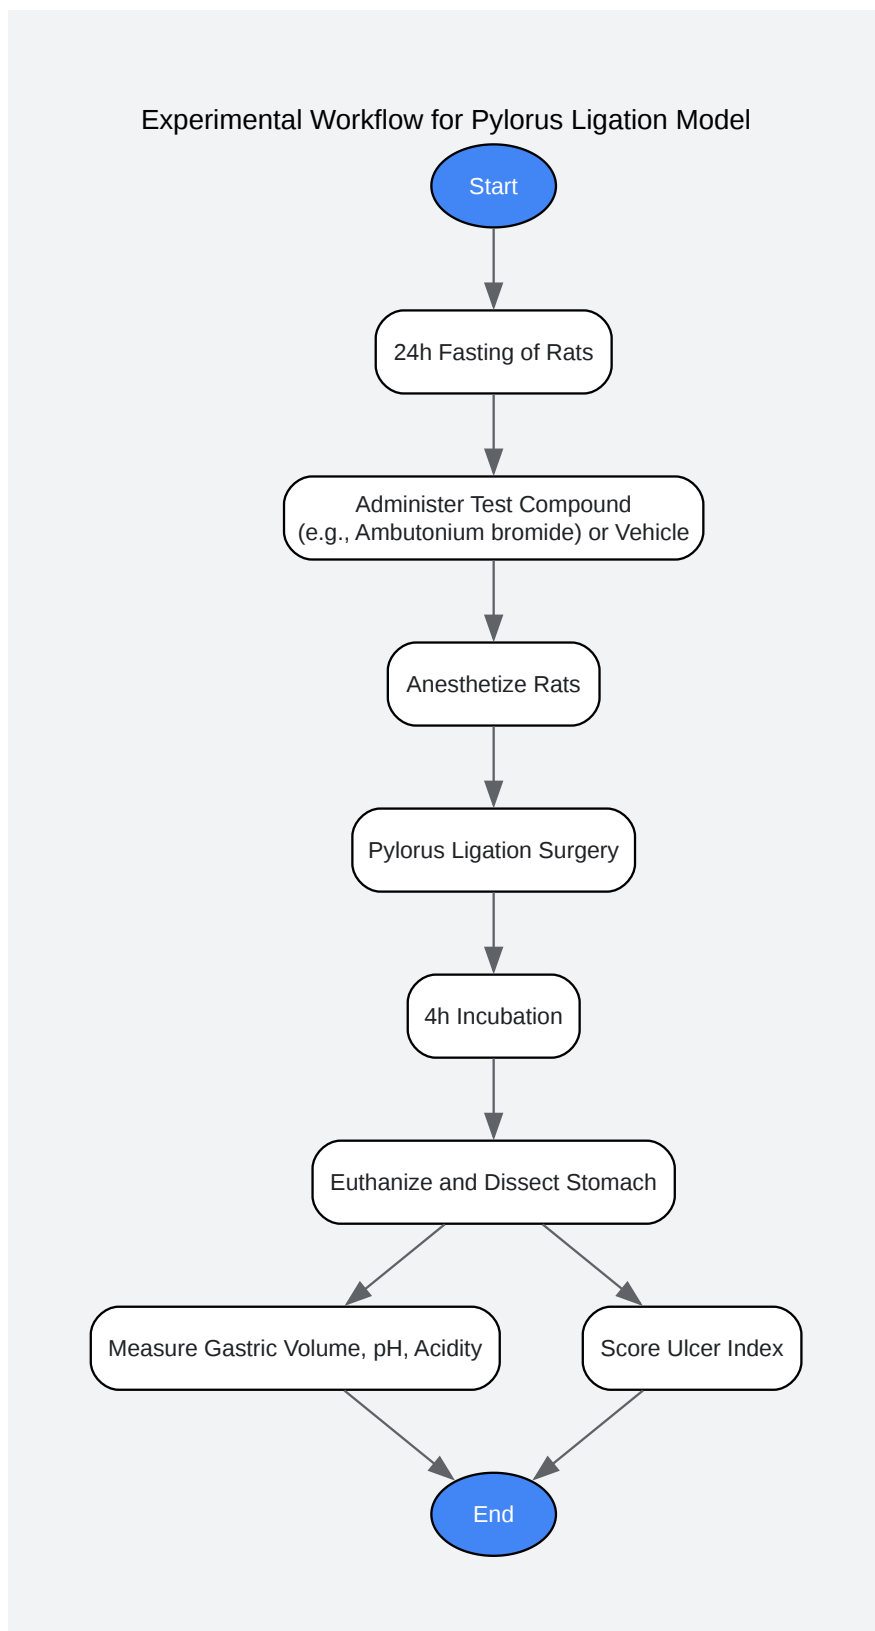 Experimental Workflow for Pylorus Ligation Model
Start
24h Fasting of Rats
Administer Test Compound
(e.g., Ambutonium bromide) or Vehicle
Anesthetize Rats
Pylorus Ligation Surgery
4h Incubation
Euthanize and Dissect Stomach
Measure Gastric Volume, pH, Acidity
Score Ulcer Index
End